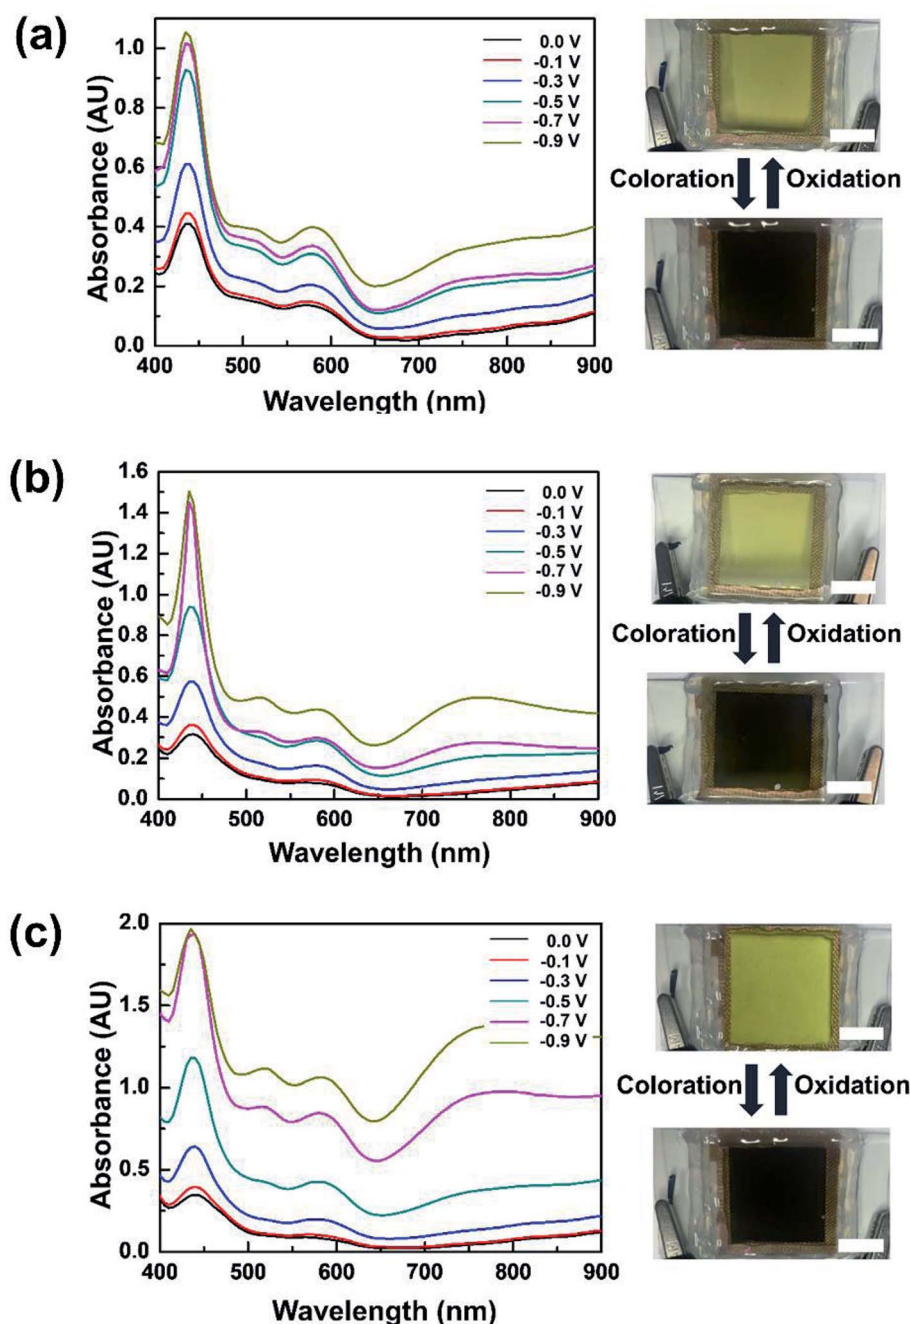 (a)
Absorbance (AU)
1.0
0.8
0.6
0.4
0.2
0.0
400 500 600 700 800 900
Wavelength (nm)
0.0 V
-0.1 V
-0.3 V
-0.5 V
-0.7 V
-0.9 V
Coloration Oxidation
(b)
Absorbance (AU)
1.6
1.4
1.2
1.0
0.8
0.6
0.4
0.2
0.0
400 500 600 700 800 900
Wavelength (nm)
0.0 V
-0.1 V
-0.3 V
-0.5 V
-0.7 V
-0.9 V
Coloration Oxidation
(c)
Absorbance (AU)
2.0
1.5
1.0
0.5
0.0
400 500 600 700 800 900
Wavelength (nm)
0.0 V
-0.1 V
-0.3 V
-0.5 V
-0.7 V
-0.9 V
Coloration Oxidation